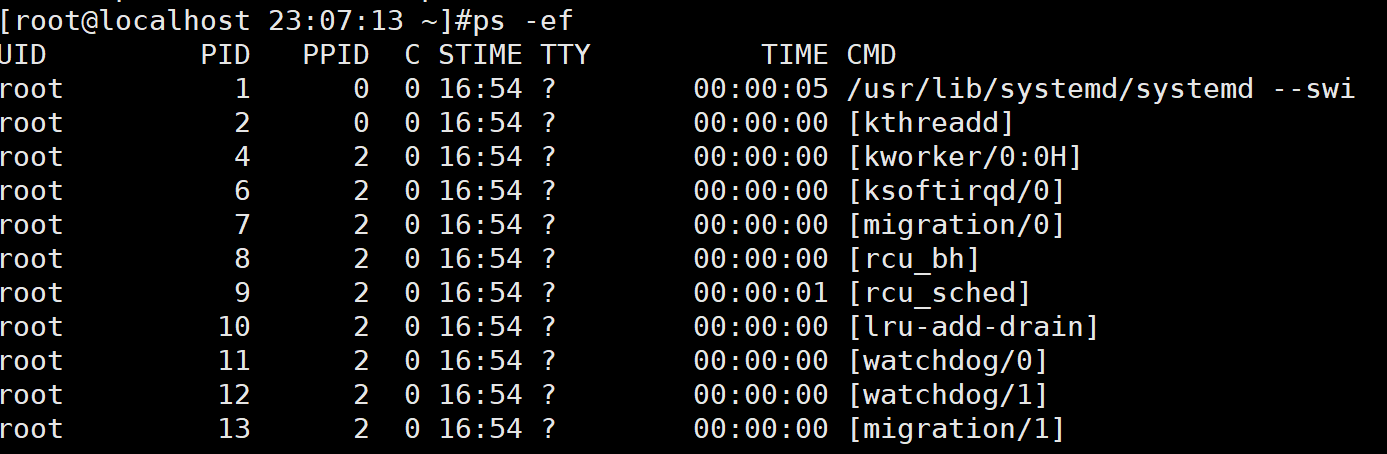 [root@localhost 23:07:13 ~]#ps -ef
UID         PID   PPID  C STIME TTY          TIME CMD
root          1      0  0 16:54 ?        00:00:05 /usr/lib/systemd/systemd --swi
root          2      0  0 16:54 ?        00:00:00 [kthreadd]
root          4      2  0 16:54 ?        00:00:00 [kworker/0:0H]
root          6      2  0 16:54 ?        00:00:00 [ksoftirqd/0]
root          7      2  0 16:54 ?        00:00:00 [migration/0]
root          8      2  0 16:54 ?        00:00:00 [rcu_bh]
root          9      2  0 16:54 ?        00:00:01 [rcu_sched]
root         10      2  0 16:54 ?        00:00:00 [lru-add-drain]
root         11      2  0 16:54 ?        00:00:00 [watchdog/0]
root         12      2  0 16:54 ?        00:00:00 [watchdog/1]
root         13      2  0 16:54 ?        00:00:00 [migration/1]